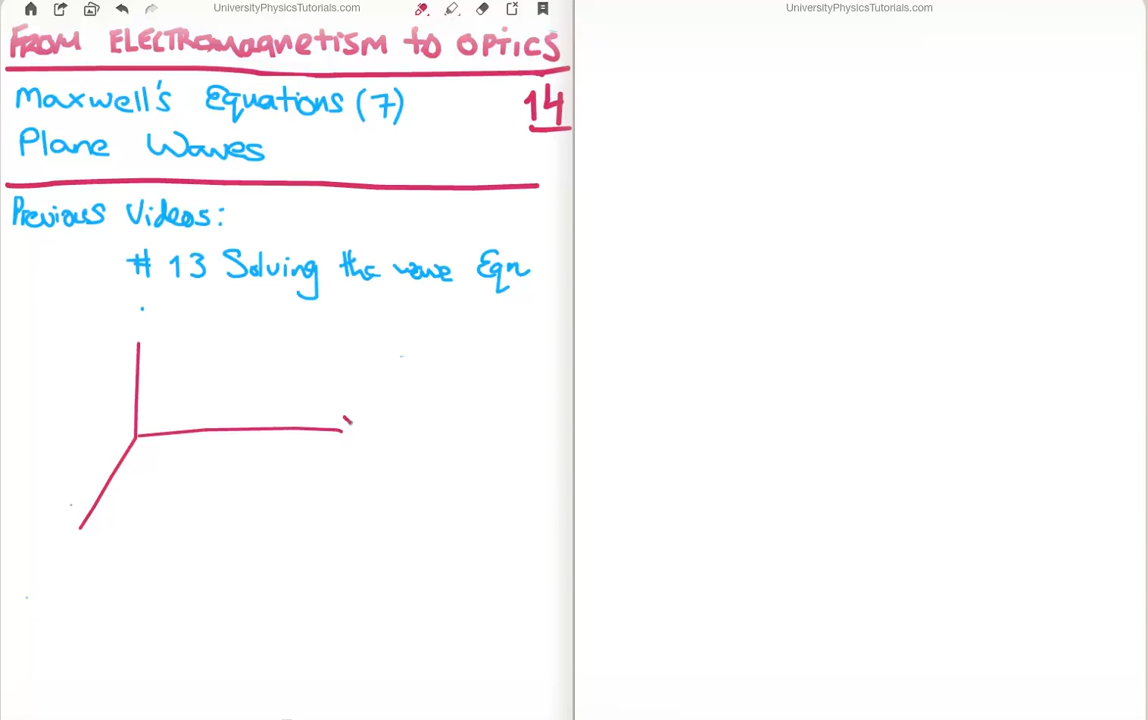 UniversityPhysicsTutorials.com
FROM ELECTROmagnetism to OPTICS
Maxwell's Equations (7)
14
Plane Waves
Previous Videos:
# 13 Solving the wave Eqn
UniversityPhysicsTutorials.com